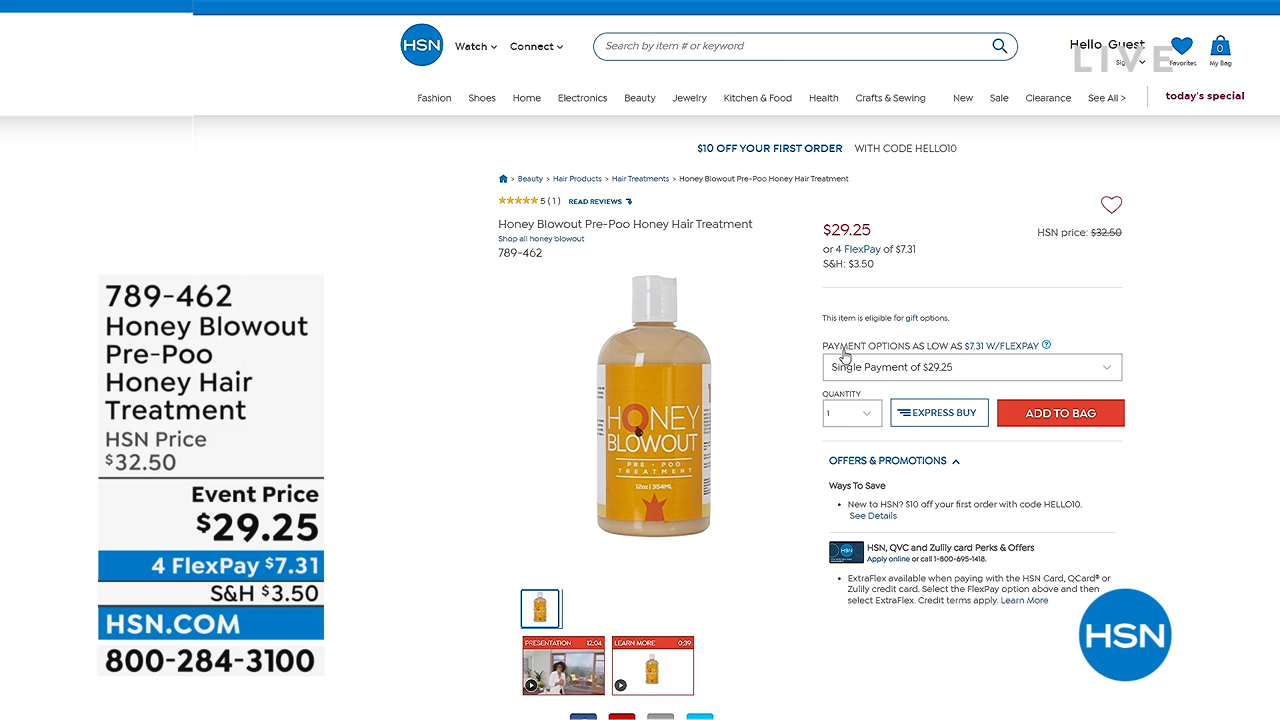 HSN
Watch
Connect
Search by item # or keyword
Hello, Guest
LIVE
Favorites
0
My Bag
Fashion
Shoes
Home
Electronics
Beauty
Jewelry
Kitchen & Food
Health
Crafts & Sewing
New
Sale
Clearance
See All >
today's special
$10 OFF YOUR FIRST ORDER WITH CODE HELLO10
> Beauty > Hair Products > Hair Treatments > Honey Blowout Pre-Poo Honey Hair Treatment
5 ( 1 ) READ REVIEWS
Honey Blowout Pre-Poo Honey Hair Treatment
Shop all honey blowout
789-462
$29.25
HSN price: $32.50
or 4 FlexPay of $7.31
S&H: $3.50
This item is eligible for gift options.
PAYMENT OPTIONS AS LOW AS $7.31 W/FLEXPAY
Single Payment of $29.25
QUANTITY
1
EXPRESS BUY
ADD TO BAG
OFFERS & PROMOTIONS
Ways To Save
• New to HSN? $10 off your first order with code HELLO10.
See Details
HSN
HSN, QVC and Zulily card Perks & Offers
Apply online or call 1-800-695-1418.
• ExtraFlex available when paying with the HSN Card, QCard® or
Zulily credit card. Select the FlexPay option above and then
select ExtraFlex. Credit terms apply. Learn More
HONEY
BLOWOUT
PRE-POO
TREATMENT
12oz | 354ML
PRESENTATION 12:04
LEARN MORE 0:39
789-462
Honey Blowout
Pre-Poo
Honey Hair
Treatment
HSN Price
$32.50
Event Price
$29.25
4 FlexPay $7.31
S&H $3.50
HSN.COM
800-284-3100
HSN